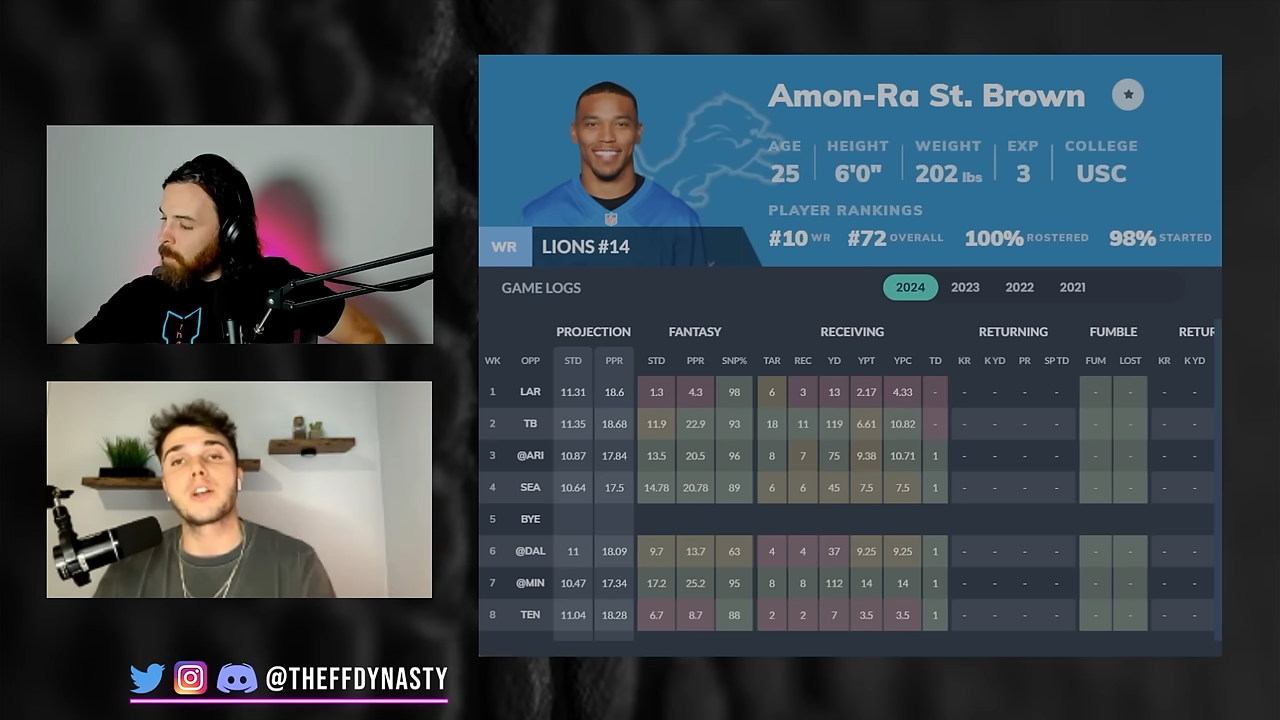 Amon-Ra St. Brown
AGE HEIGHT WEIGHT EXP COLLEGE
25 6'0" 202 lbs 3 USC
PLAYER RANKINGS
#10 WR #72 OVERALL 100% ROSTERED 98% STARTED
WR LIONS #14
GAME LOGS 2024 2023 2022 2021
PROJECTION FANTASY RECEIVING RETURNING FUMBLE RETUR
WK OPP STD PPR STD PPR SNP% TAR REC YD YPT YPC TD KR K YD PR SP TD FUM LOST KR K YD
1 LAR 11.31 18.6 1.3 4.3 98 6 3 13 2.17 4.33 - - - - - - - - -
2 TB 11.35 18.68 11.9 22.9 93 18 11 119 6.61 10.82 - - - - - - - - -
3 @ARI 10.87 17.84 13.5 20.5 96 8 7 75 9.38 10.71 1 - - - - - - - -
4 SEA 10.64 17.5 14.78 20.78 89 6 6 45 7.5 7.5 1 - - - - - - - -
5 BYE
6 @DAL 11 18.09 9.7 13.7 63 4 4 37 9.25 9.25 1 - - - - - - - -
7 @MIN 10.47 17.34 17.2 25.2 95 8 8 112 14 14 1 - - - - - - - -
8 TEN 11.04 18.28 6.7 8.7 88 2 2 7 3.5 3.5 1 - - - - - - - -
@THEFFDYNASTY